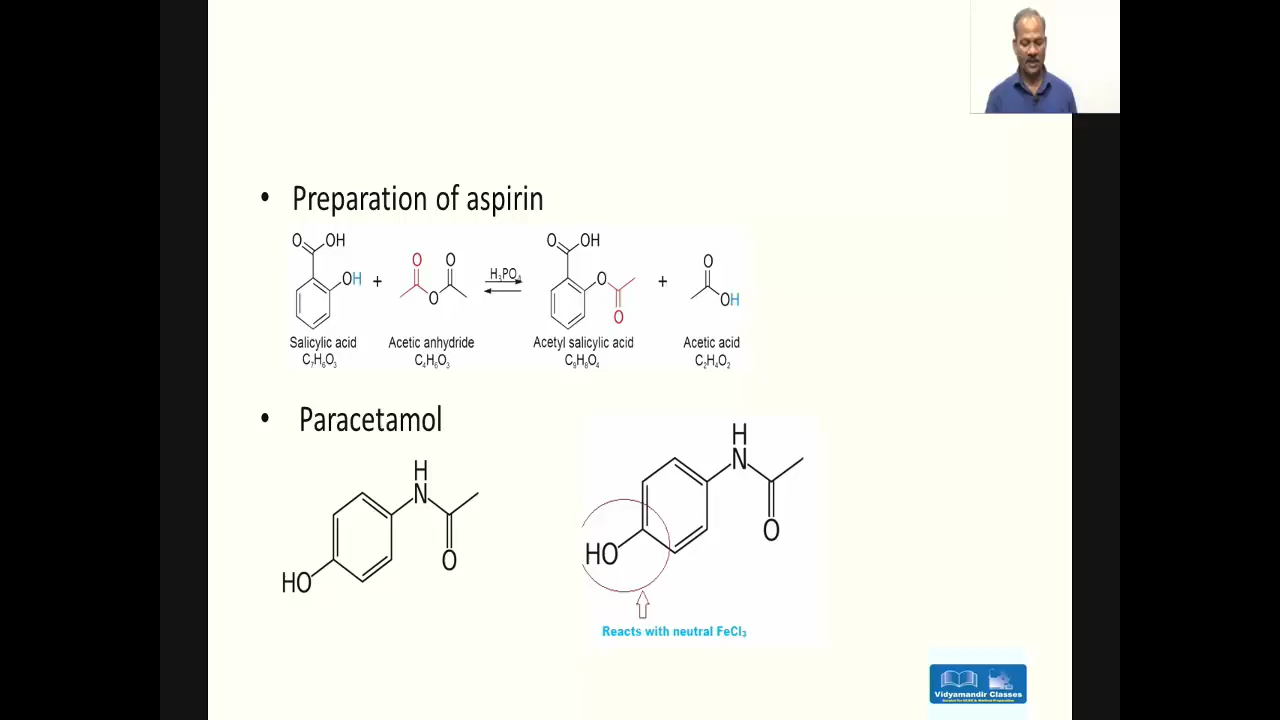 • Preparation of aspirin
O OH O OH
O O H₃PO₄ O
OH + O ⇌ O + OH
O
Salicylic acid Acetic anhydride Acetyl salicylic acid Acetic acid
C₇H₆O₃ C₄H₆O₃ C₉H₈O₄ C₂H₄O₂
• Paracetamol
H
N
O
HO
H
N
O
HO
Reacts with neutral FeCl₃
Vidyamandir Classes